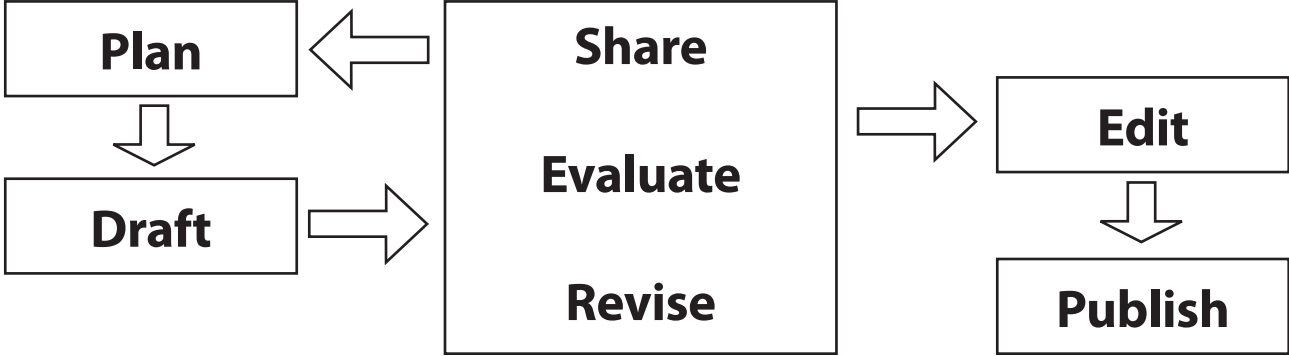 Plan
Draft
Share
Evaluate
Revise
Edit
Publish